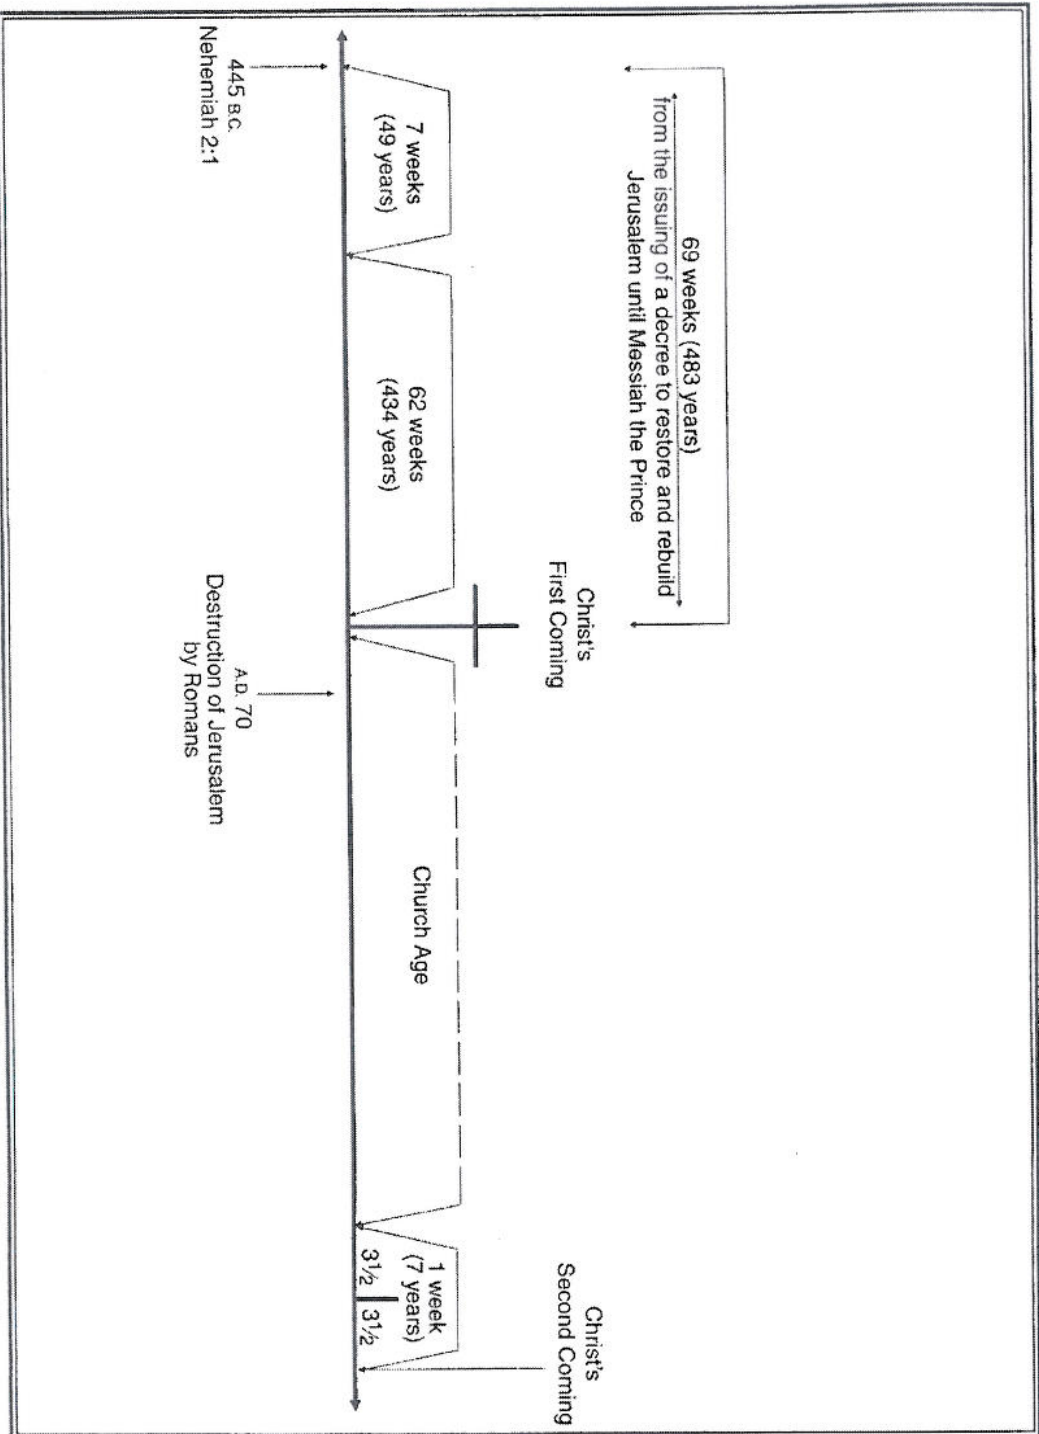 69 weeks (483 years)
from the issuing of a decree to restore and rebuild
Jerusalem until Messiah the Prince
Christ's
First Coming
Christ's
Second Coming
7 weeks
(49 years)
62 weeks
(434 years)
Church Age
1 week
(7 years)
3½
3½
445 B.C.
Nehemiah 2:1
A.D. 70
Destruction of Jerusalem
by Romans